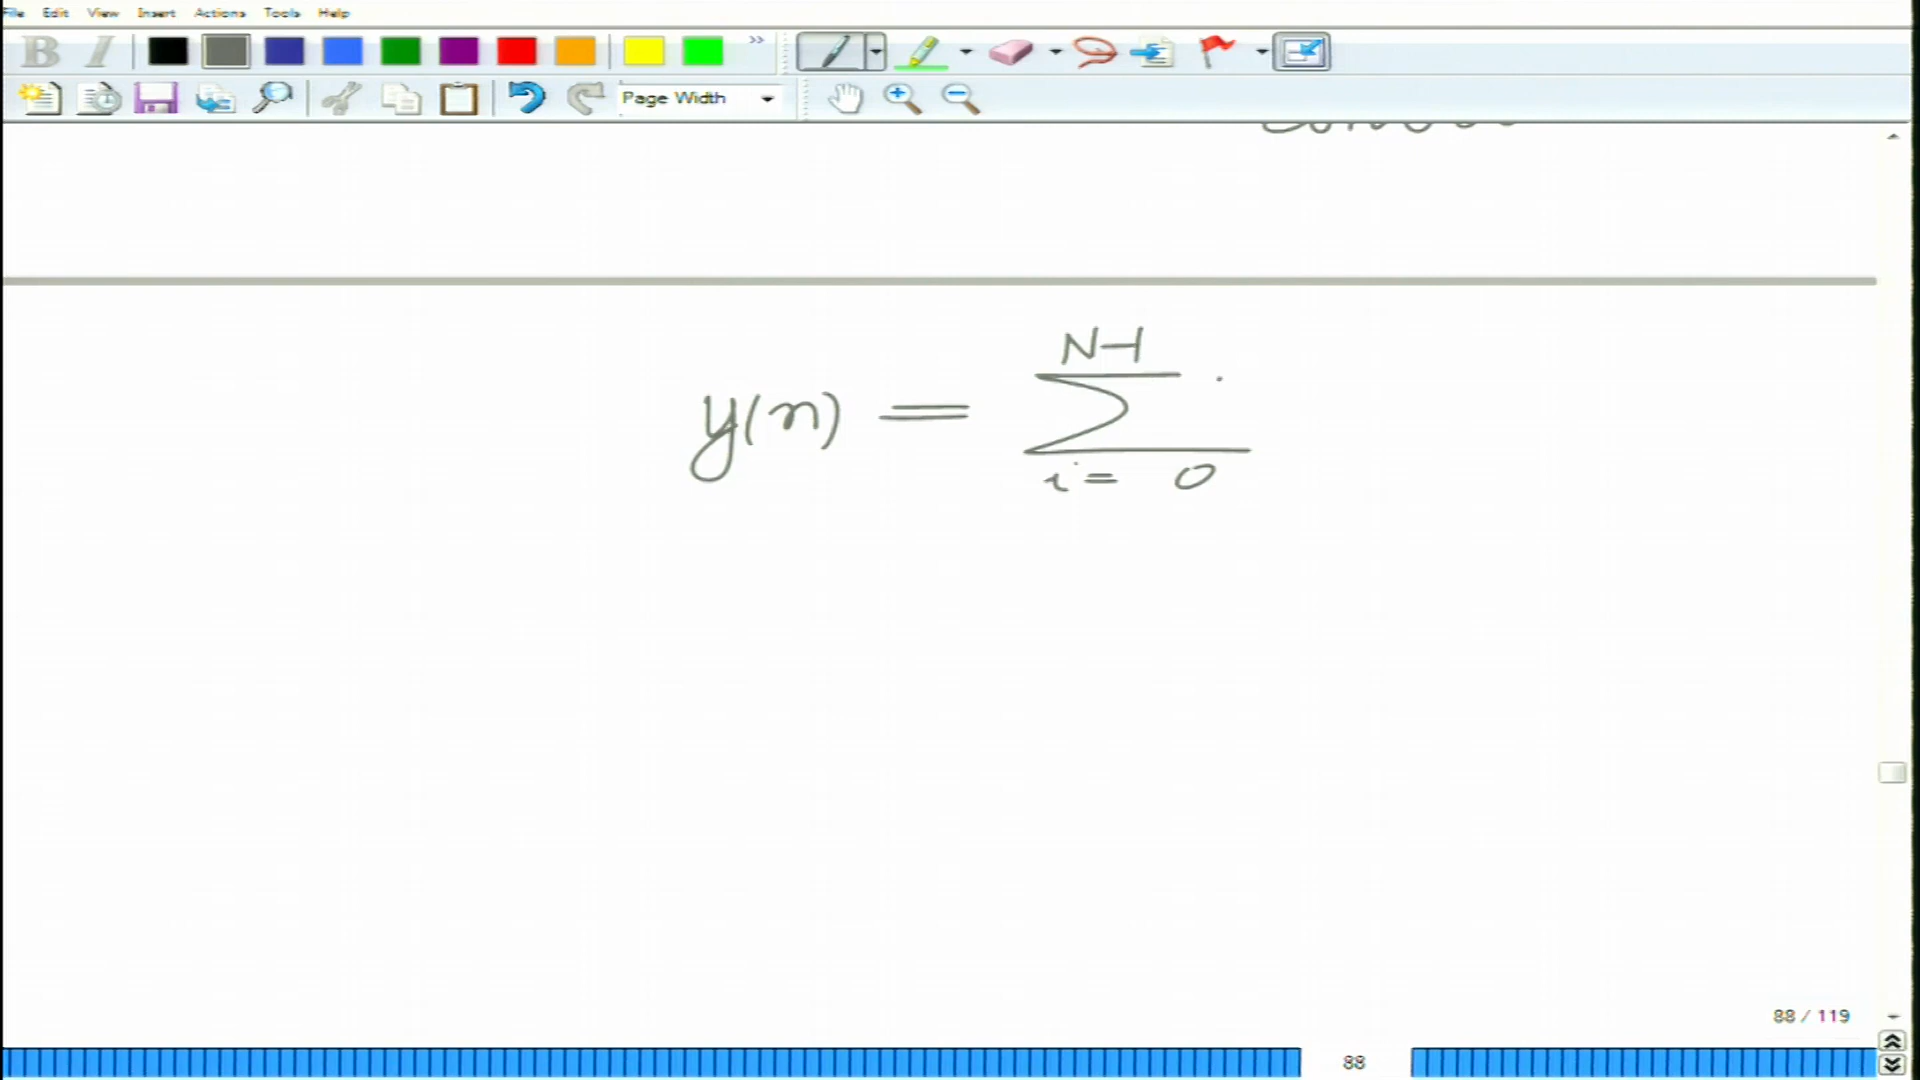 File Edit View Insert Actions Tools Help
B I
Page Width
N-1
y(n) = ∑
i = 0
88 / 119
88